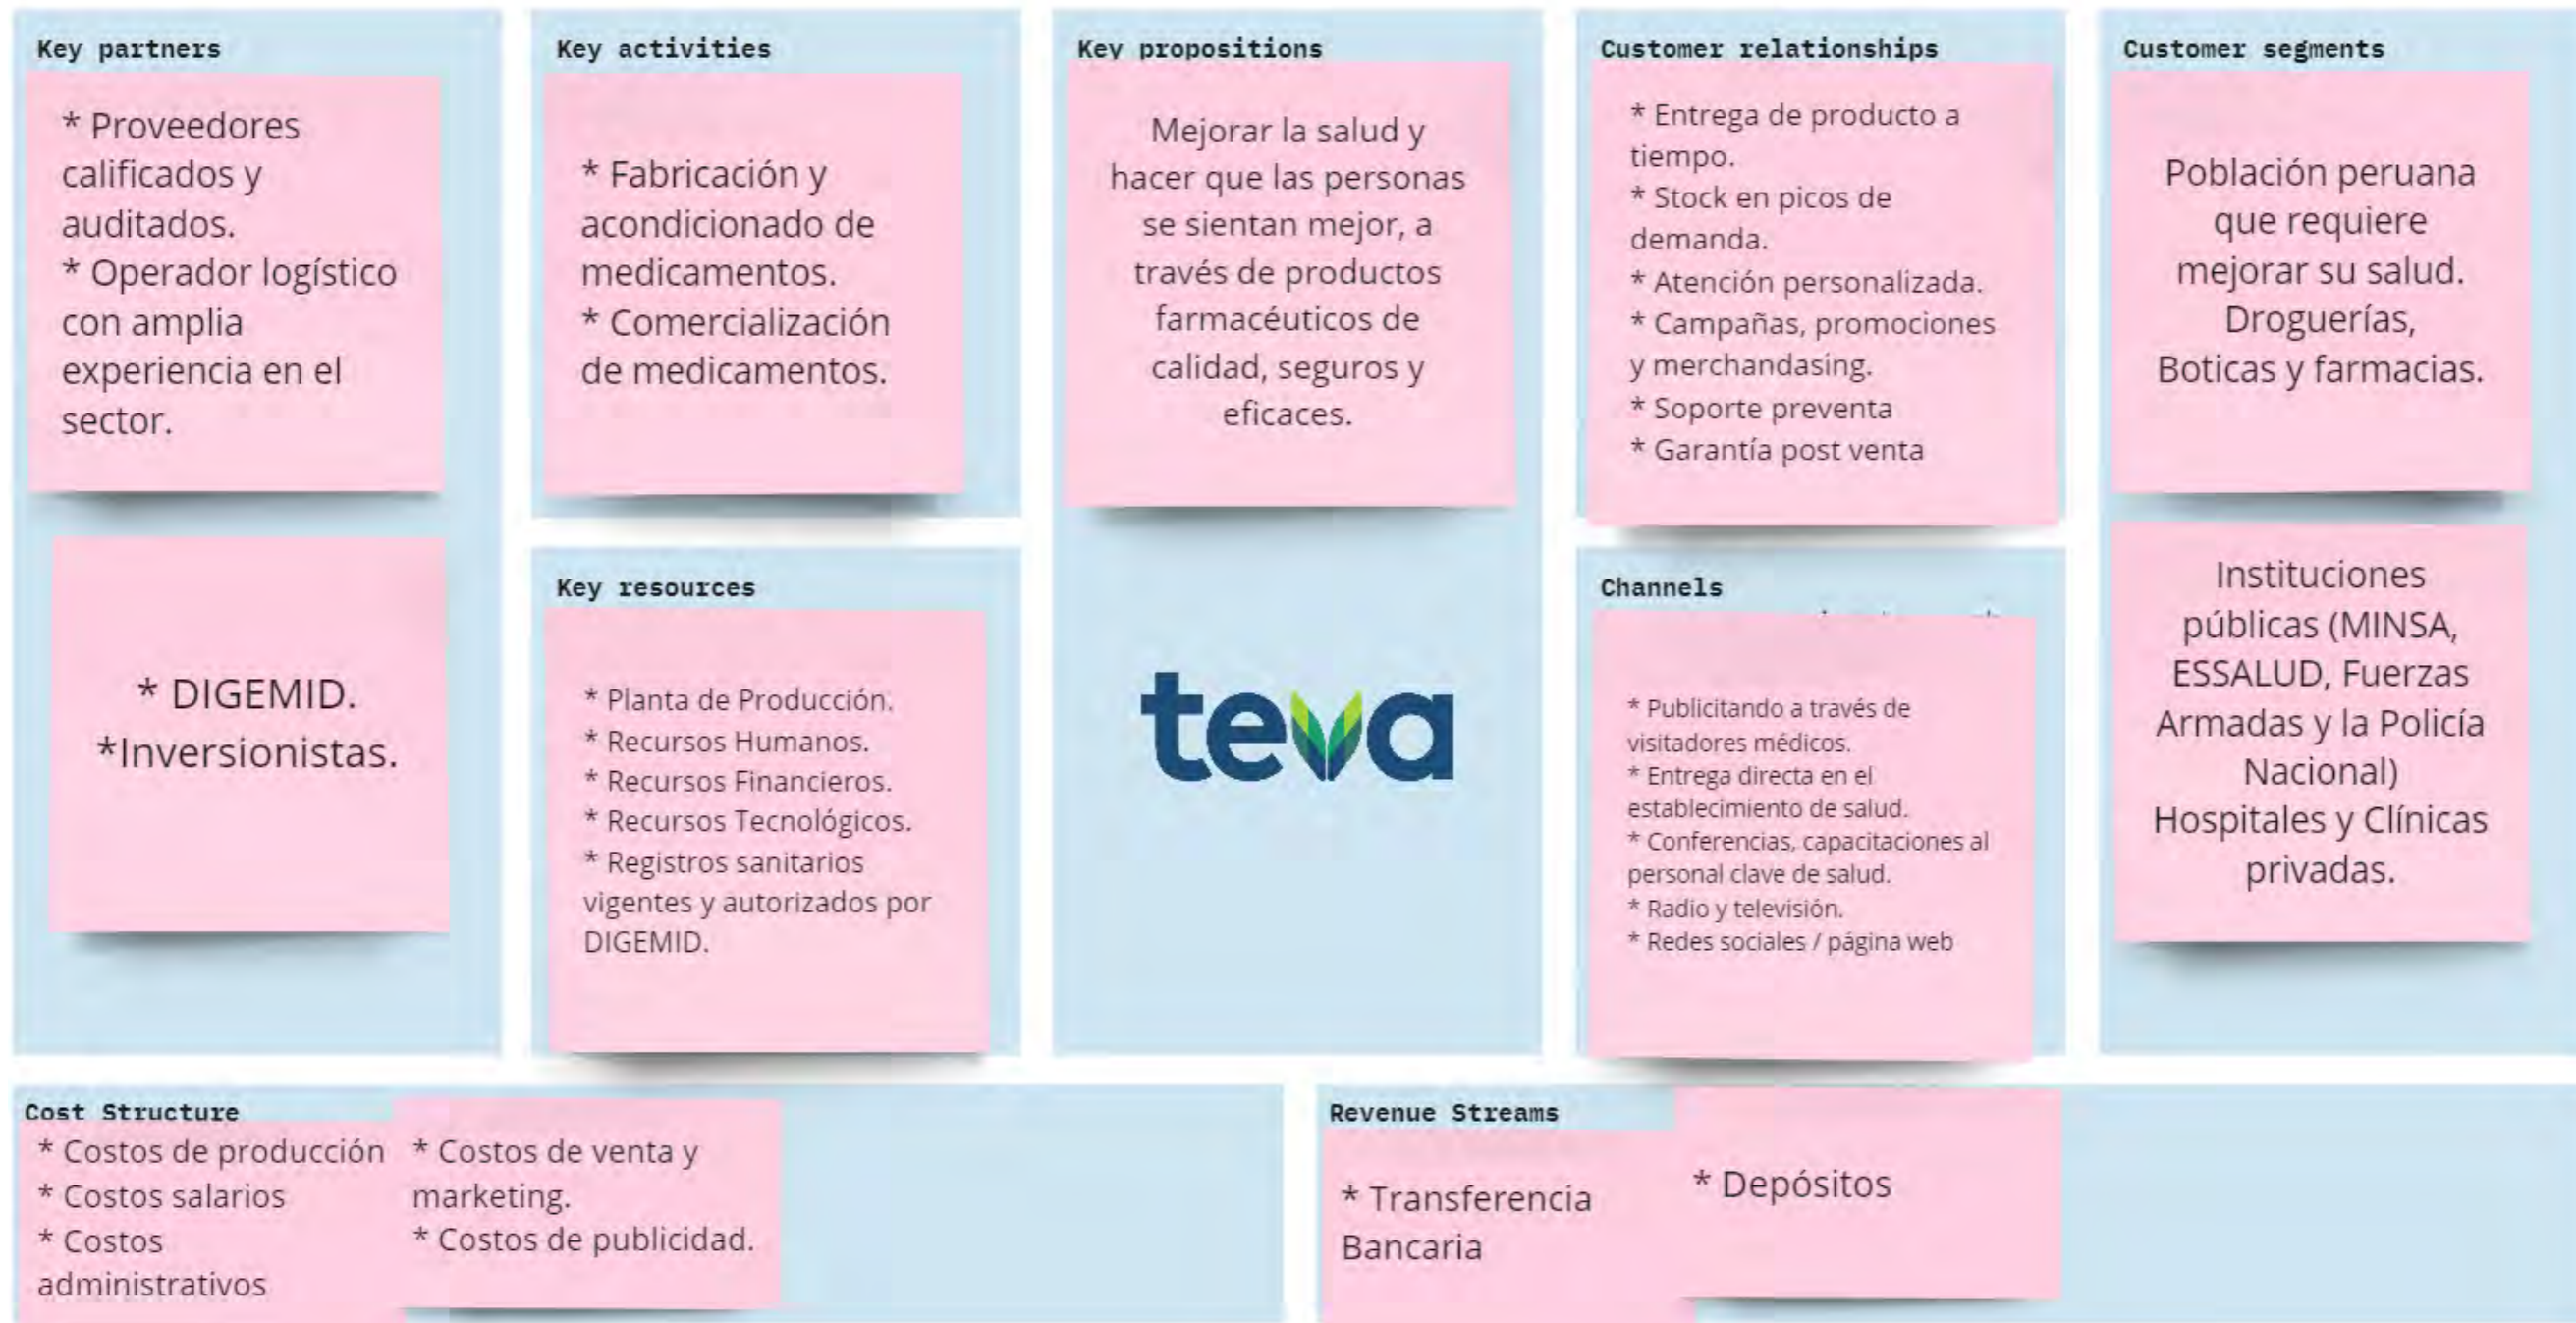 Key partners
* Proveedores
calificados y
auditados.
* Operador logístico
con amplia
experiencia en el
sector.
* DIGEMID.
*Inversionistas.
Key activities
* Fabricación y
acondicionado de
medicamentos.
* Comercialización
de medicamentos.
Key resources
* Planta de Producción.
* Recursos Humanos.
* Recursos Financieros.
* Recursos Tecnológicos.
* Registros sanitarios
vigentes y autorizados por
DIGEMID.
Key propositions
Mejorar la salud y
hacer que las personas
se sientan mejor, a
través de productos
farmacéuticos de
calidad, seguros y
eficaces.
teva
Customer relationships
* Entrega de producto a
tiempo.
* Stock en picos de
demanda.
* Atención personalizada.
* Campañas, promociones
y merchandasing.
* Soporte preventa
* Garantía post venta
Channels
* Publicitando a través de
visitadores médicos.
* Entrega directa en el
establecimiento de salud.
* Conferencias, capacitaciones al
personal clave de salud.
* Radio y televisión.
* Redes sociales / página web
Customer segments
Población peruana
que requiere
mejorar su salud.
Droguerías,
Boticas y farmacias.
Instituciones
públicas (MINSA,
ESSALUD, Fuerzas
Armadas y la Policía
Nacional)
Hospitales y Clínicas
privadas.
Cost Structure
* Costos de producción
* Costos salarios
* Costos
administrativos
* Costos de venta y
marketing.
* Costos de publicidad.
Revenue Streams
* Transferencia
Bancaria
* Depósitos